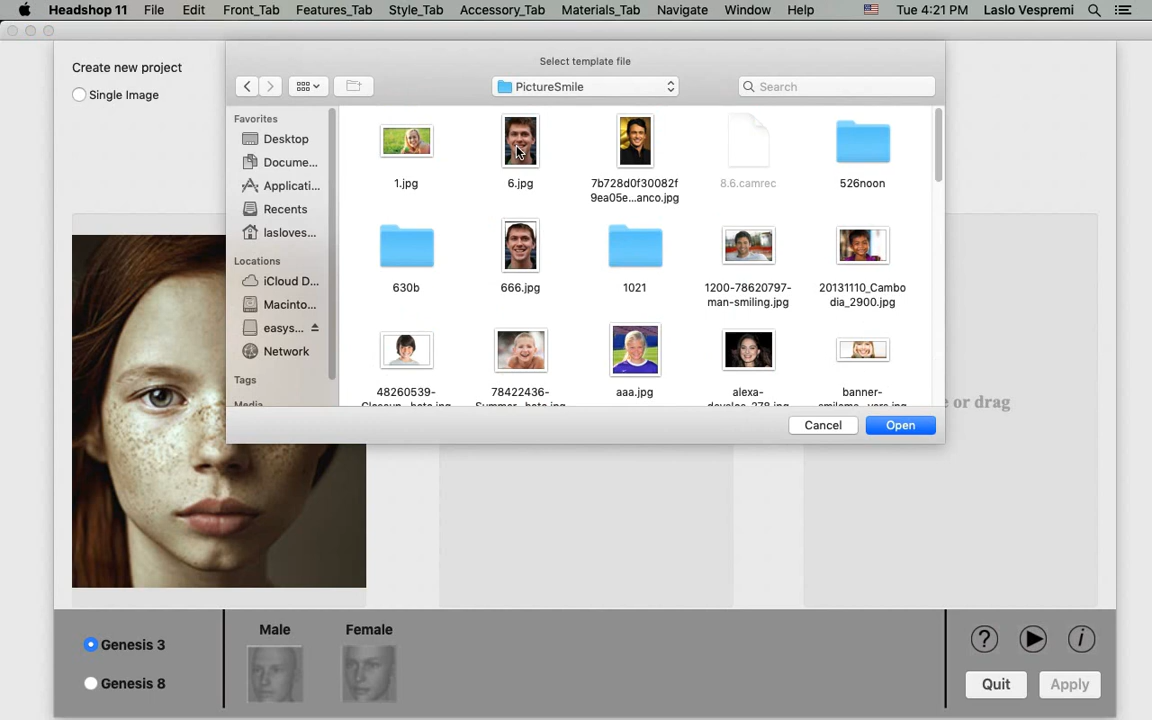 Headshop 11 File Edit Front_Tab Features_Tab Style_Tab Accessory_Tab Materials_Tab Navigate Window Help Tue 4:21 PM Laslo Vespremi
Create new project
Single Image
Select template file
PictureSmile
Search
Favorites
Desktop
Docume...
Applicati...
Recents
lasloves...
Locations
iCloud D...
Macinto...
easys...
Network
Tags
1.jpg
6.jpg
7b728d0f30082f
9ea05e...anco.jpg
8.6.camrec
526noon
630b
666.jpg
1021
1200-78620797-
man-smiling.jpg
20131110_Cambo
dia_2900.jpg
48260539-
78422436-
aaa.jpg
alexa-
banner-
Cancel
Open
or drag
Genesis 3
Genesis 8
Male
Female
?
i
Quit
Apply